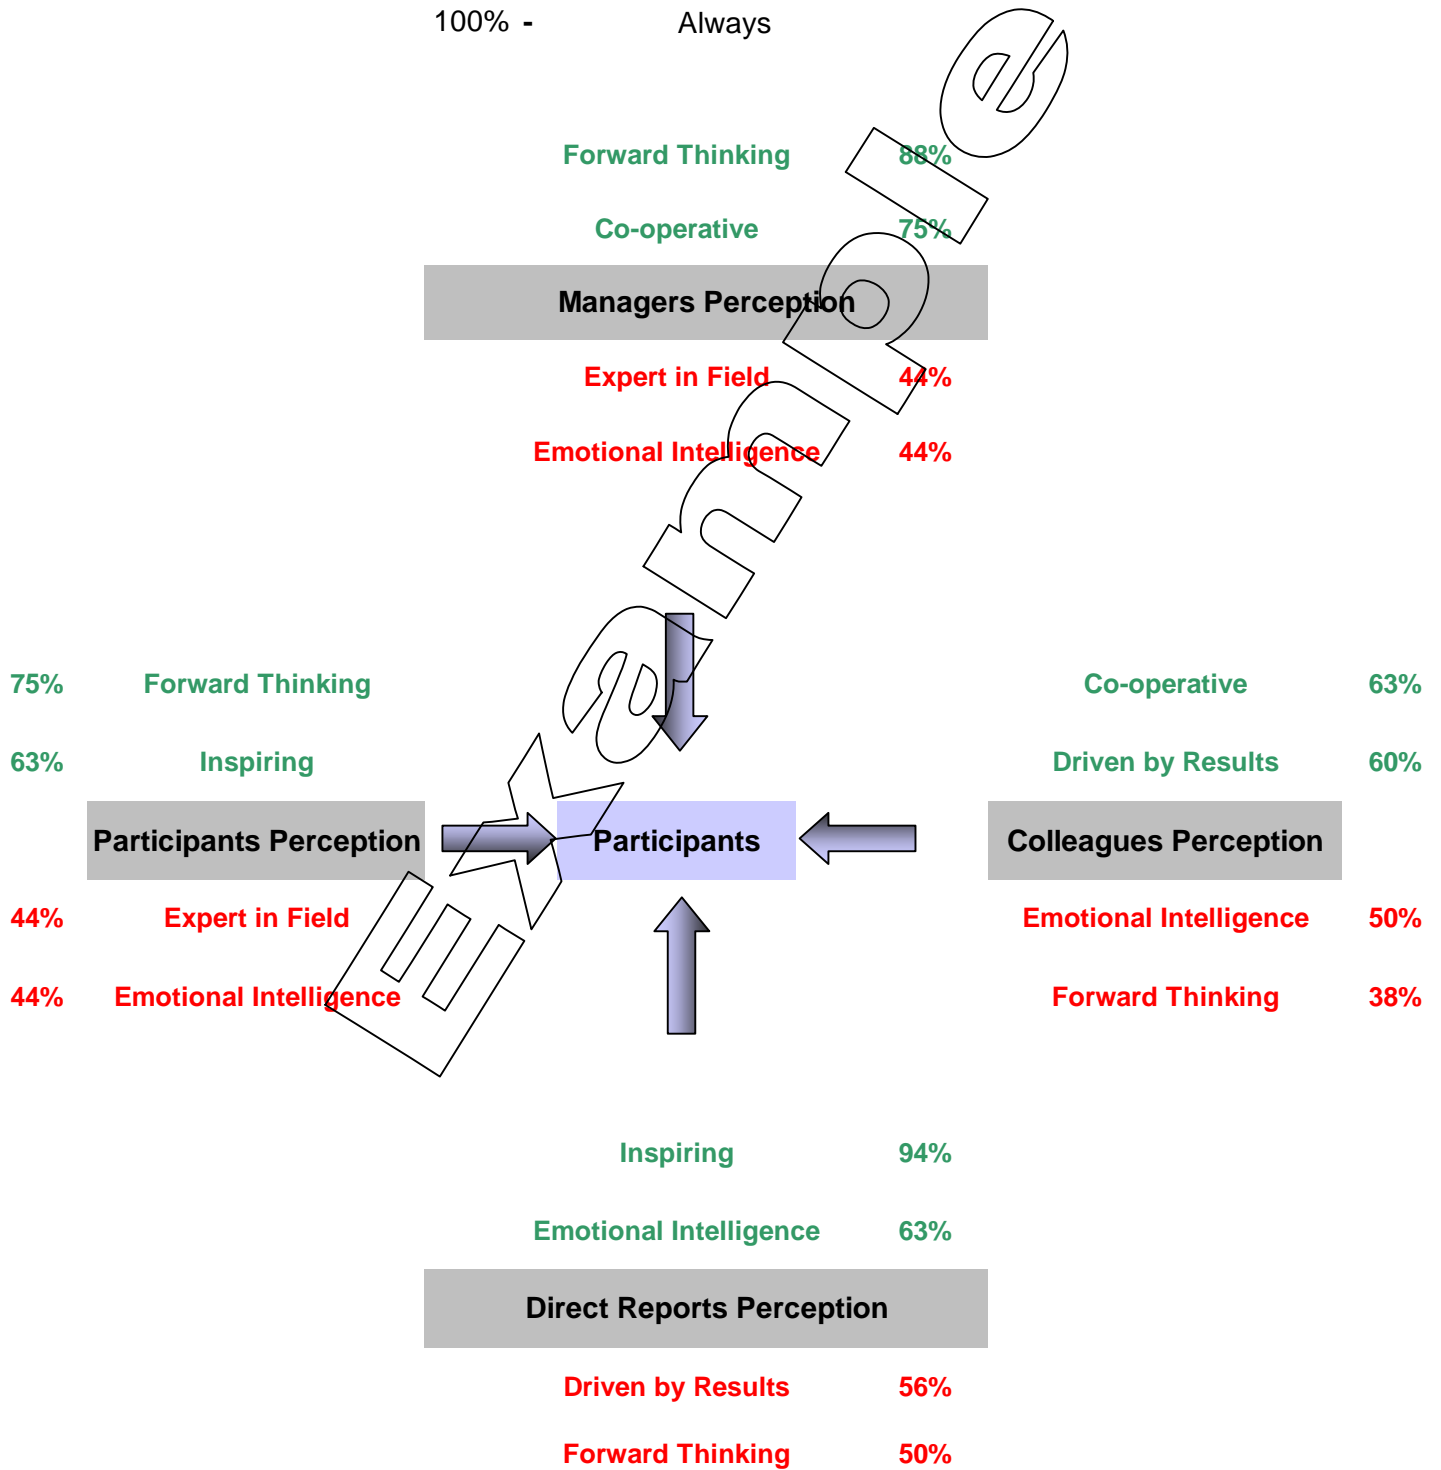 100% - Always
Forward Thinking 88%
Co-operative 75%
Managers Perception
Expert in Field 44%
Emotional Intelligence 44%
75% Forward Thinking
63% Inspiring
Participants Perception
44% Expert in Field
44% Emotional Intelligence
Participants
Co-operative 63%
Driven by Results 60%
Colleagues Perception
Emotional Intelligence 50%
Forward Thinking 38%
Inspiring 94%
Emotional Intelligence 63%
Direct Reports Perception
Driven by Results 56%
Forward Thinking 50%
Example